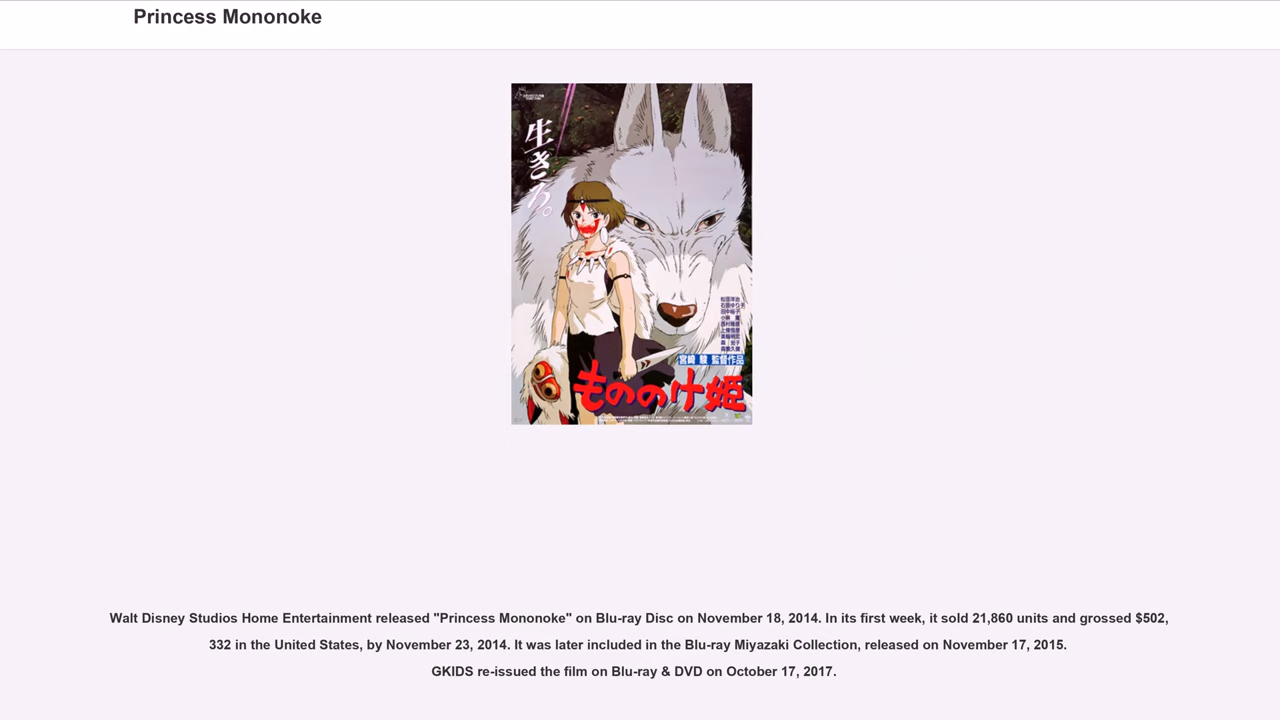 Princess Mononoke
生きろ。
宮崎 駿 監督作品
もののけ姫
Walt Disney Studios Home Entertainment released "Princess Mononoke" on Blu-ray Disc on November 18, 2014. In its first week, it sold 21,860 units and grossed $502,
332 in the United States, by November 23, 2014. It was later included in the Blu-ray Miyazaki Collection, released on November 17, 2015.
GKIDS re-issued the film on Blu-ray & DVD on October 17, 2017.